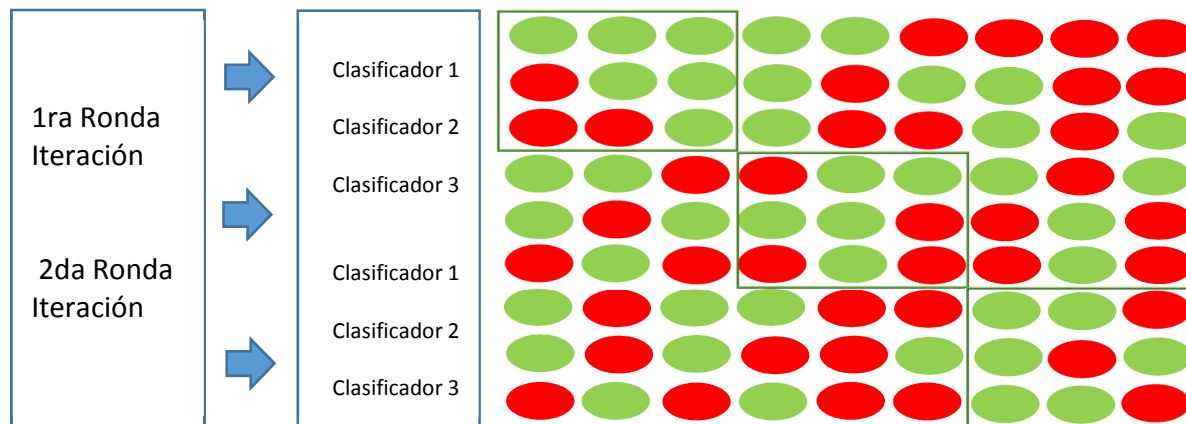 1ra Ronda
Iteración
2da Ronda
Iteración
Clasificador 1
Clasificador 2
Clasificador 3
Clasificador 1
Clasificador 2
Clasificador 3